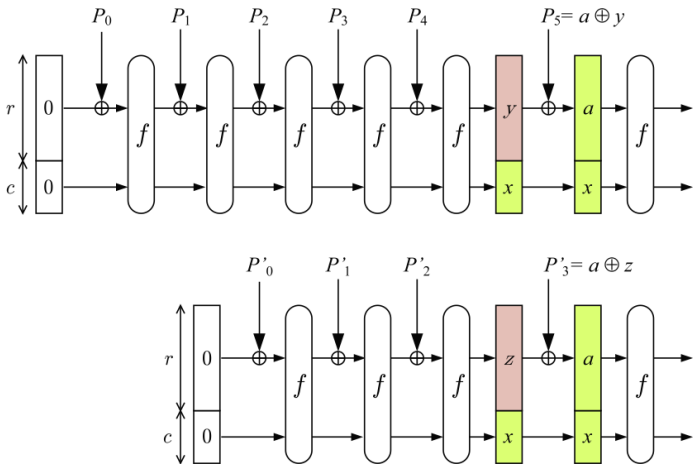 P₀ P₁ P₂ P₃ P₄ P₅= a ⊕ y
r 0 f f f f f y a f
c 0 x x
P'₀ P'₁ P'₂ P'₃= a ⊕ z
r 0 f f f z a f
c 0 x x